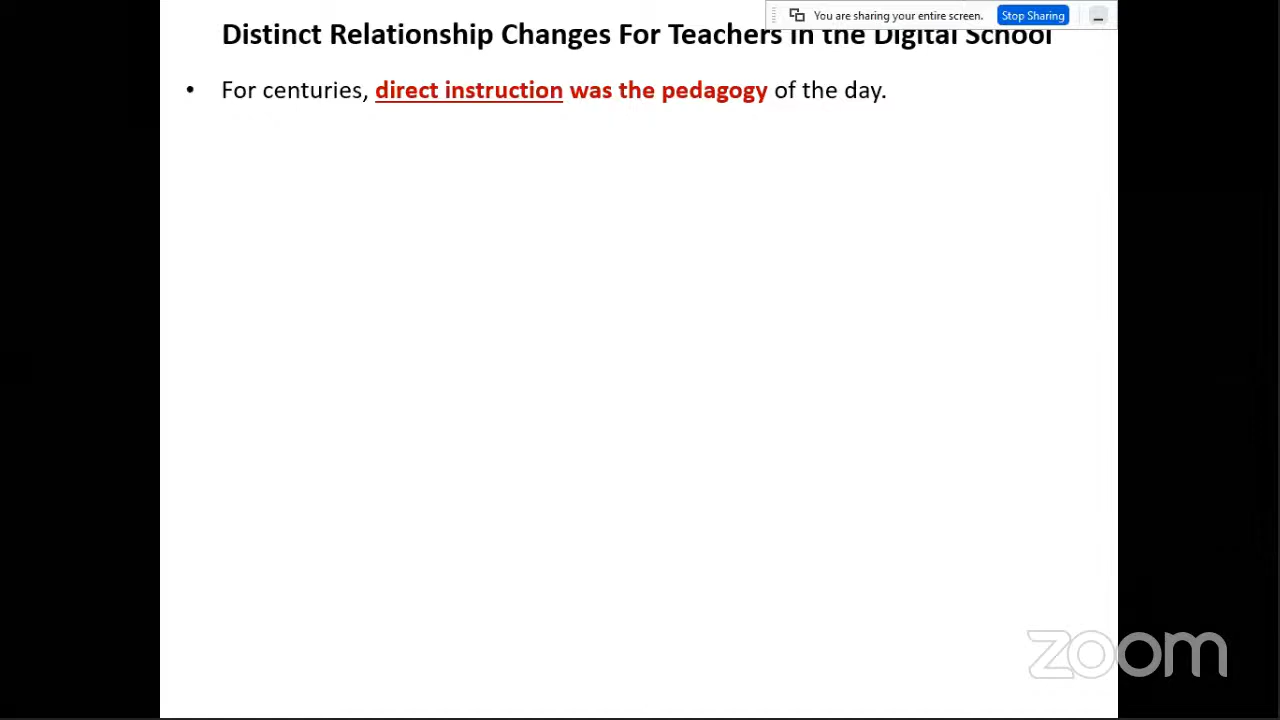 You are sharing your entire screen. Stop Sharing
Distinct Relationship Changes For Teachers in the Digital School
• For centuries, direct instruction was the pedagogy of the day.
zoom